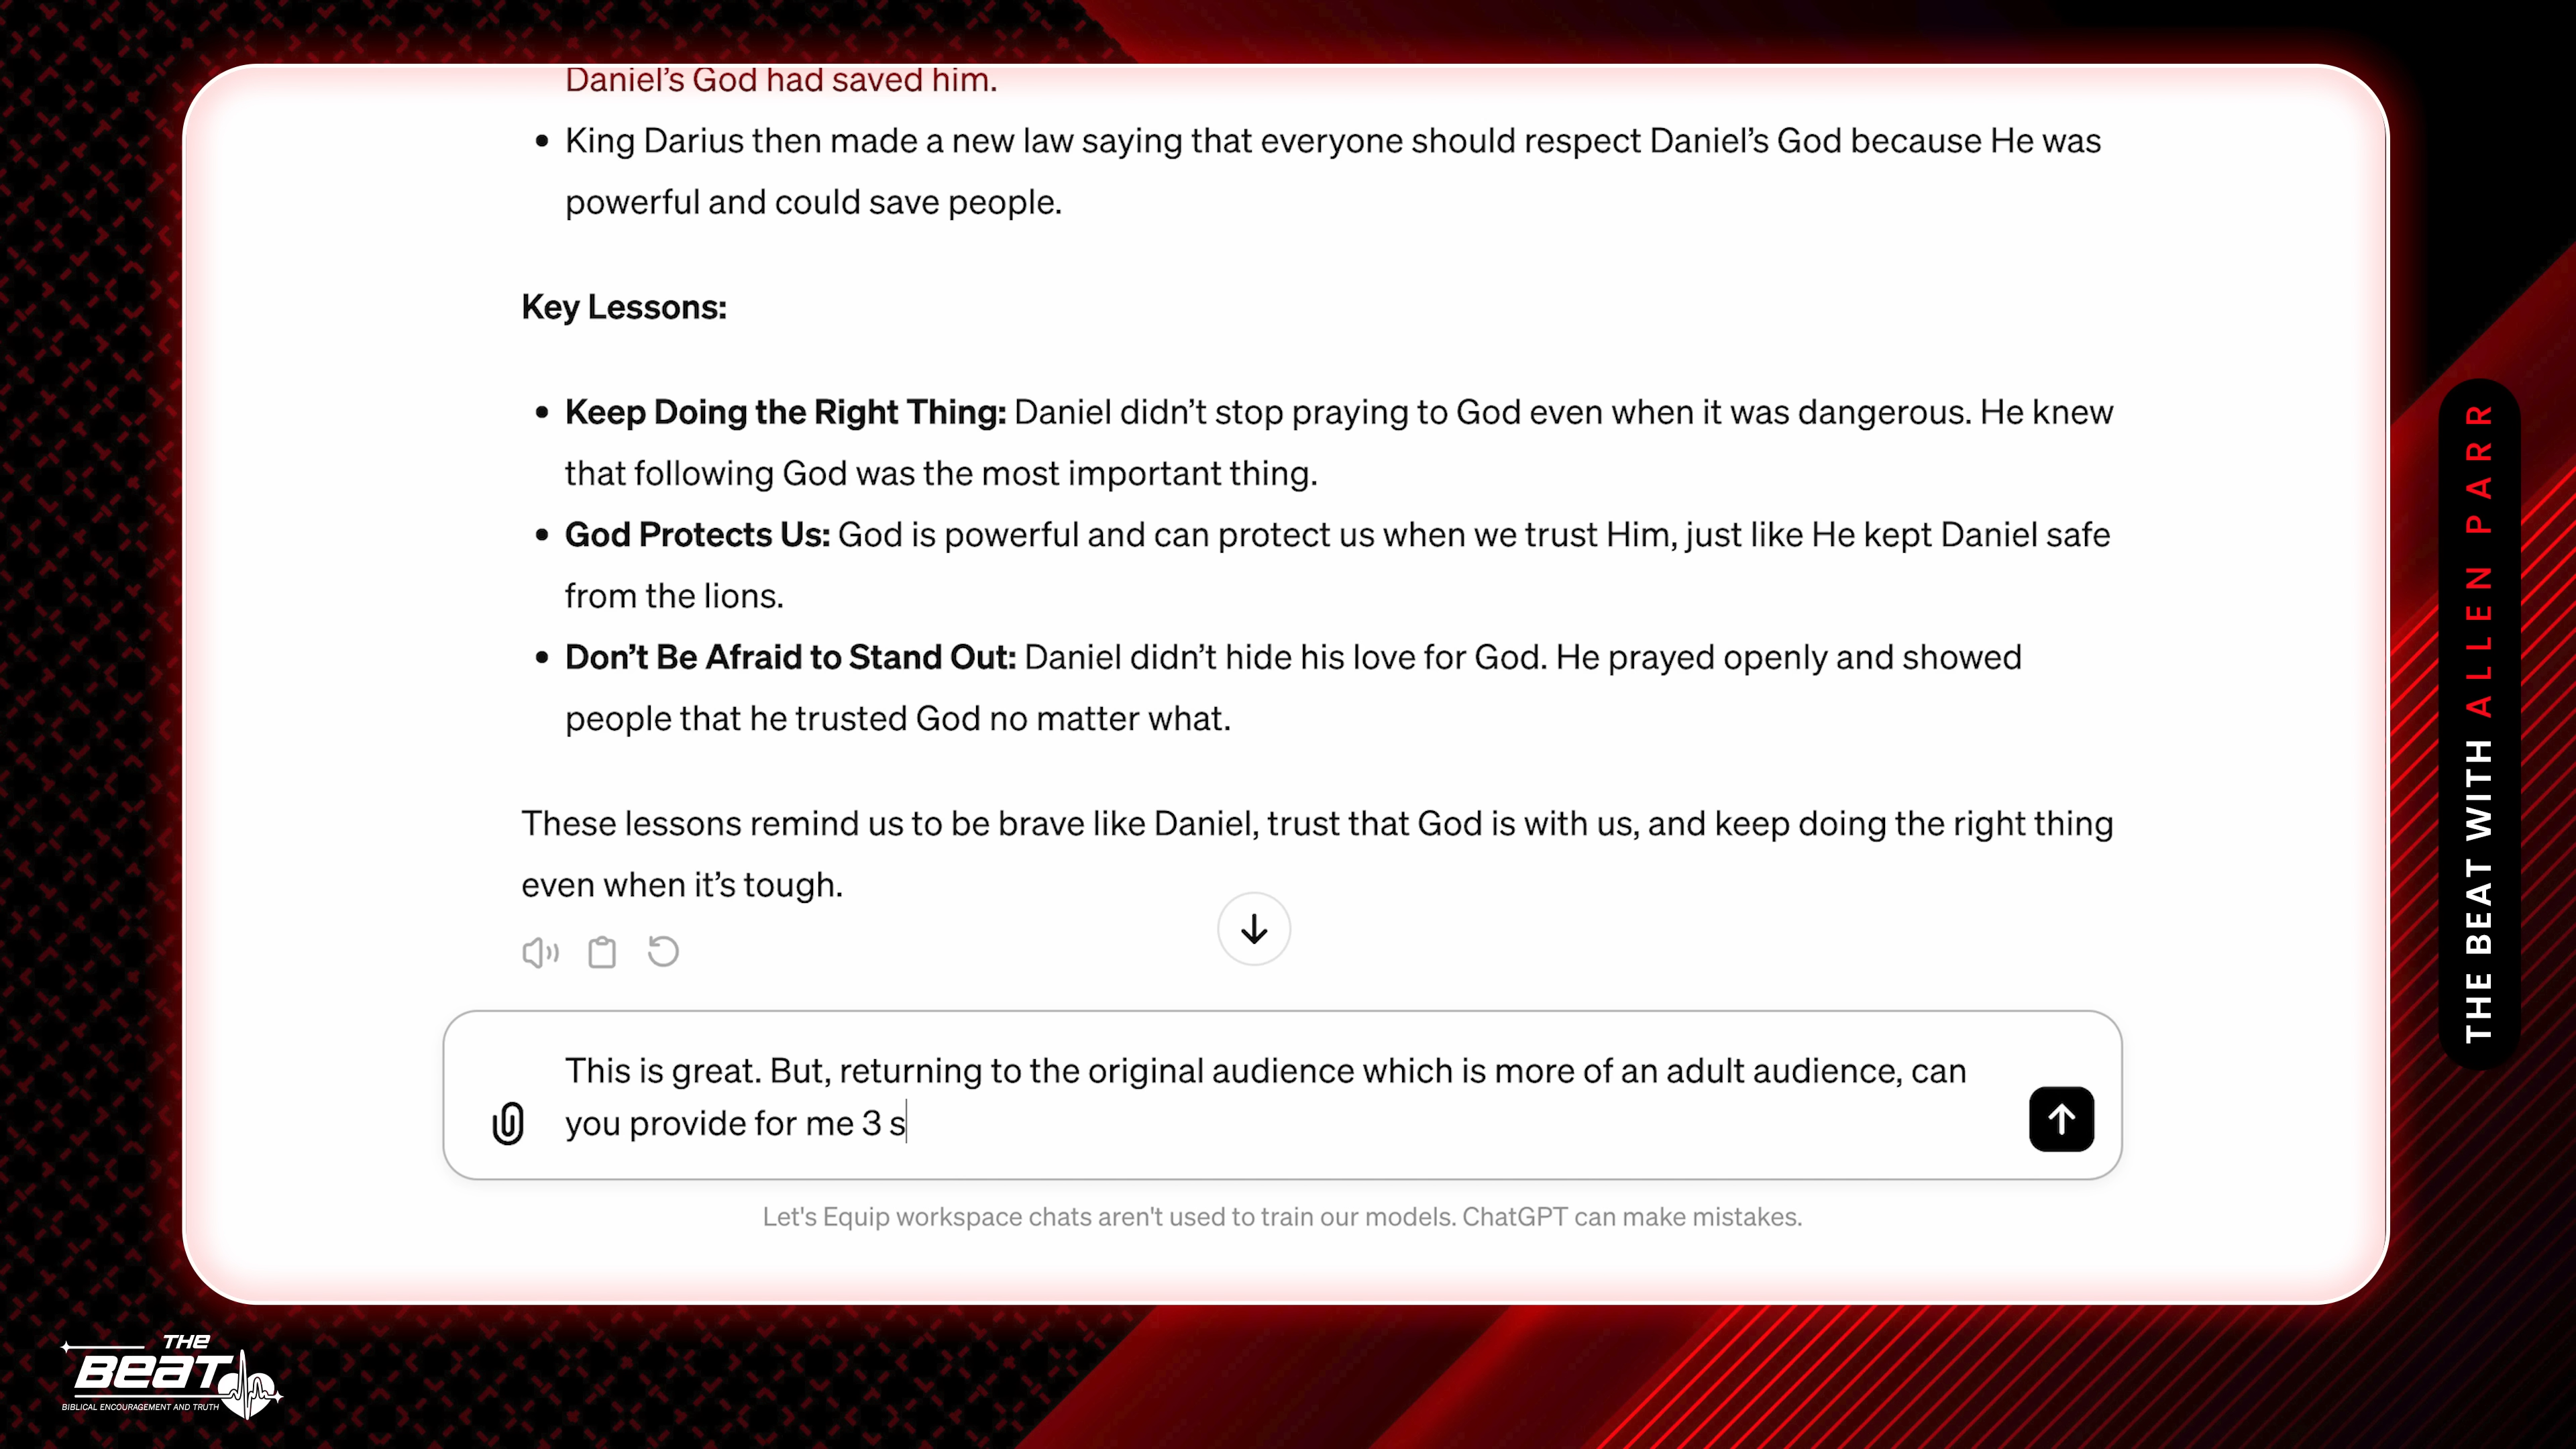 Daniel’s God had saved him.
• King Darius then made a new law saying that everyone should respect Daniel’s God because He was
powerful and could save people.
Key Lessons:
• Keep Doing the Right Thing: Daniel didn’t stop praying to God even when it was dangerous. He knew
that following God was the most important thing.
• God Protects Us: God is powerful and can protect us when we trust Him, just like He kept Daniel safe
from the lions.
• Don’t Be Afraid to Stand Out: Daniel didn’t hide his love for God. He prayed openly and showed
people that he trusted God no matter what.
These lessons remind us to be brave like Daniel, trust that God is with us, and keep doing the right thing
even when it’s tough.
This is great. But, returning to the original audience which is more of an adult audience, can
you provide for me 3 s
Let's Equip workspace chats aren't used to train our models. ChatGPT can make mistakes.
THE BEAT WITH ALLEN PARR
THE
BEAT
BIBLICAL ENCOURAGEMENT AND TRUTH